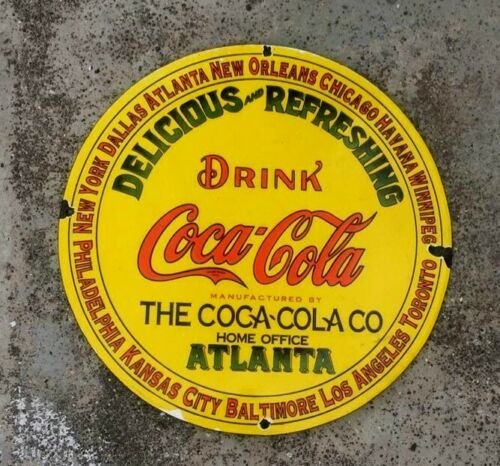 NEW YORK DALLAS ATLANTA NEW ORLEANS CHICAGO HAVANA WINNIPEG
DELICIOUS AND REFRESHING
DRINK
Coca-Cola
MANUFACTURED BY
THE COCA-COLA CO
HOME OFFICE
ATLANTA
PHILADELPHIA KANSAS CITY BALTIMORE LOS ANGELES TORONTO